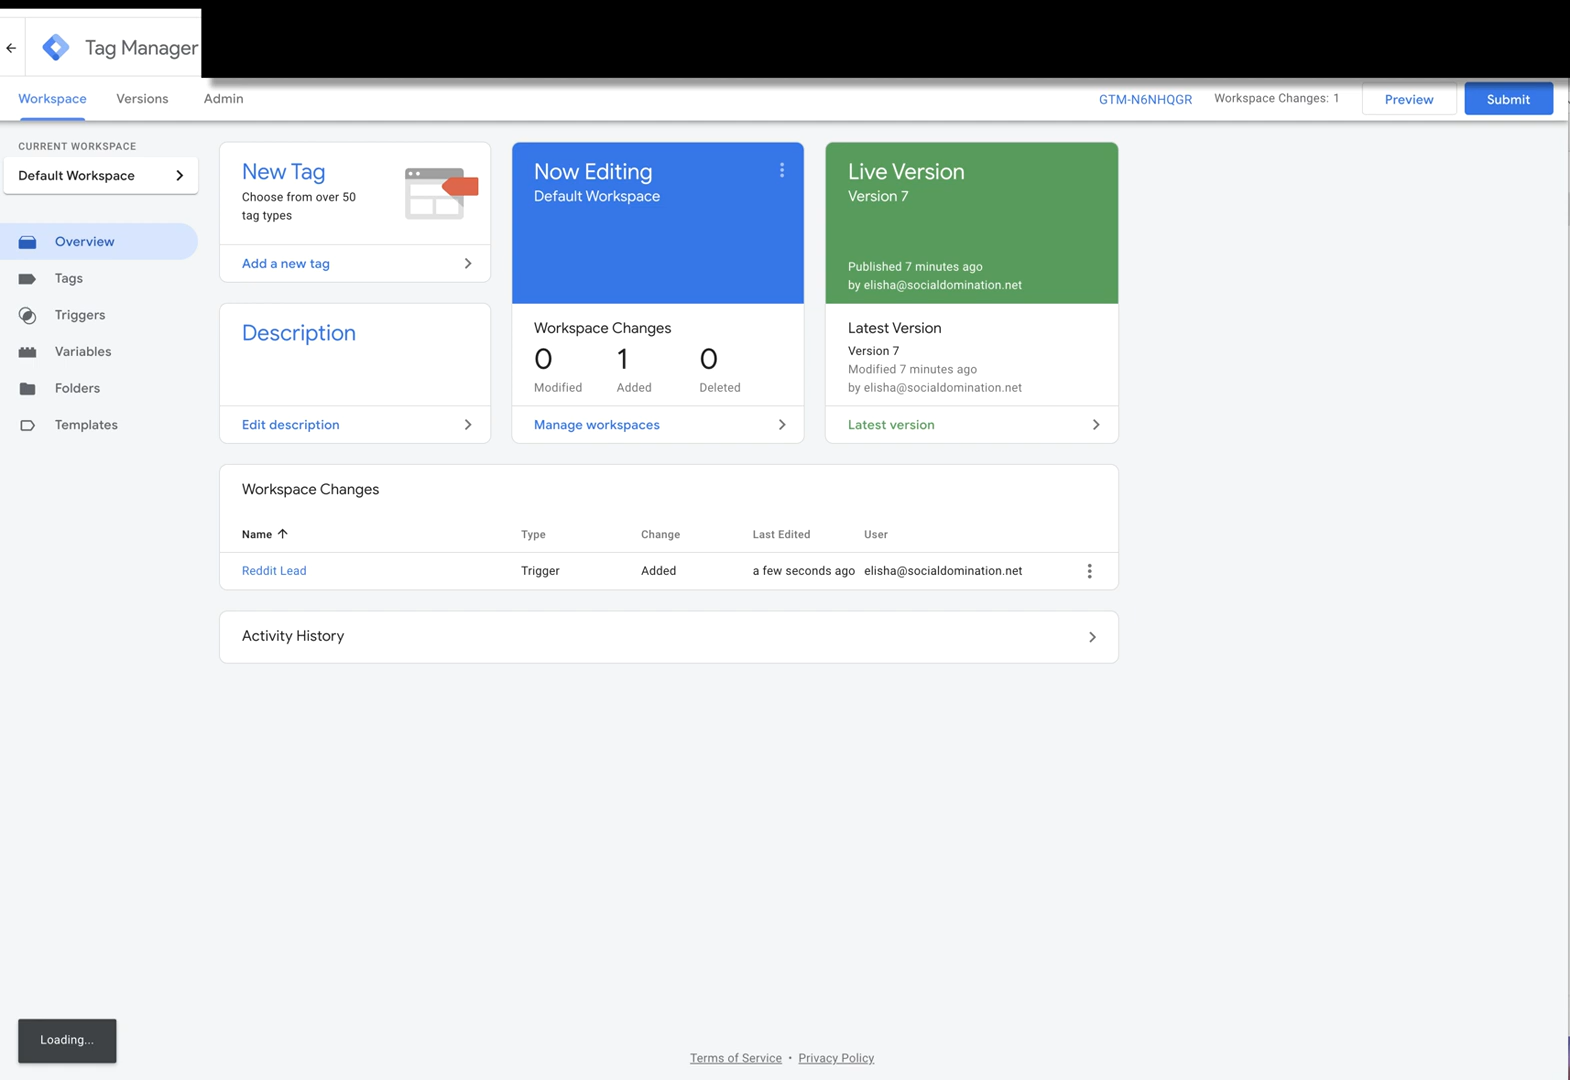 Tag Manager
Workspace
Versions
Admin
GTM-N6NHQGR
Workspace Changes: 1
Preview
Submit
CURRENT WORKSPACE
Default Workspace
Overview
Tags
Triggers
Variables
Folders
Templates
New Tag
Choose from over 50
tag types
Add a new tag
Description
Edit description
Now Editing
Default Workspace
Workspace Changes
0 1 0
Modified Added Deleted
Manage workspaces
Live Version
Version 7
Published 7 minutes ago
by elisha@socialdomination.net
Latest Version
Version 7
Modified 7 minutes ago
by elisha@socialdomination.net
Latest version
Workspace Changes
Name Type Change Last Edited User
Reddit Lead Trigger Added a few seconds ago elisha@socialdomination.net
Activity History
Loading...
Terms of Service • Privacy Policy